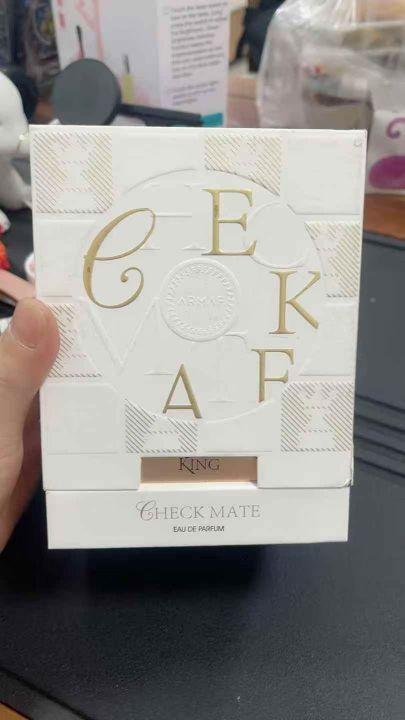 C H E
C K
ARMAF
M A T E
KING
CHECK MATE
EAU DE PARFUM